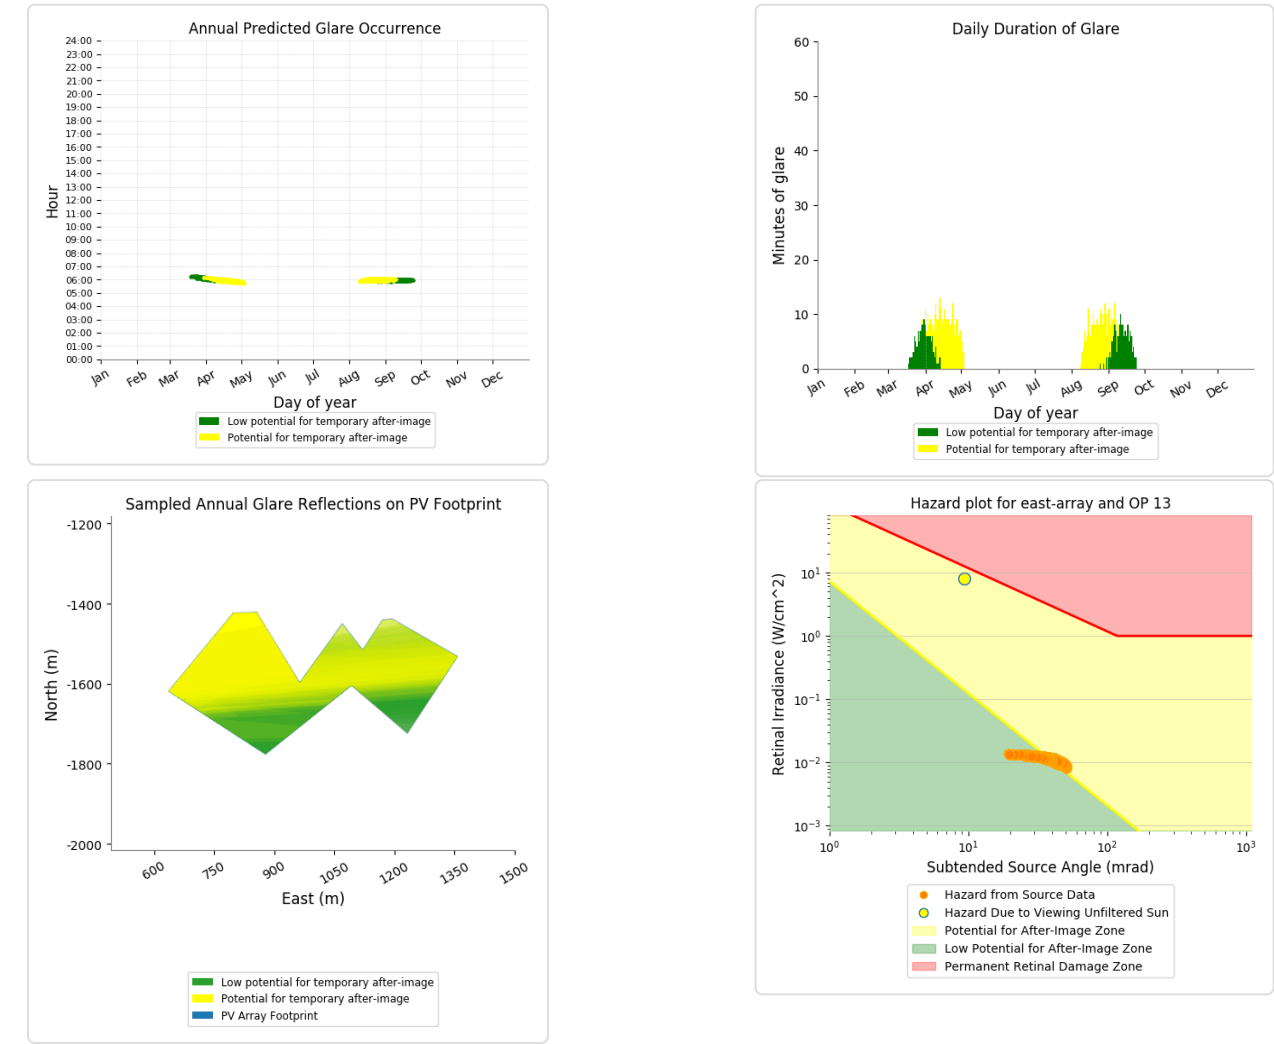 Annual Predicted Glare Occurrence
24:00
23:00
22:00
21:00
20:00
19:00
18:00
17:00
16:00
15:00
14:00
13:00
12:00
11:00
10:00
09:00
08:00
07:00
06:00
05:00
04:00
03:00
02:00
01:00
00:00
Hour
Jan Feb Mar Apr May Jun Jul Aug Sep Oct Nov Dec
Day of year
Low potential for temporary after-image
Potential for temporary after-image
Daily Duration of Glare
60
50
40
30
20
10
0
Minutes of glare
Jan Feb Mar Apr May Jun Jul Aug Sep Oct Nov Dec
Day of year
Low potential for temporary after-image
Potential for temporary after-image
Sampled Annual Glare Reflections on PV Footprint
-1200
-1400
-1600
-1800
-2000
North (m)
600 750 900 1050 1200 1350 1500
East (m)
Low potential for temporary after-image
Potential for temporary after-image
PV Array Footprint
Hazard plot for east-array and OP 13
10¹
10⁰
10⁻¹
10⁻²
10⁻³
Retinal Irradiance (W/cm^2)
10⁰ 10¹ 10² 10³
Subtended Source Angle (mrad)
Hazard from Source Data
Hazard Due to Viewing Unfiltered Sun
Potential for After-Image Zone
Low Potential for After-Image Zone
Permanent Retinal Damage Zone